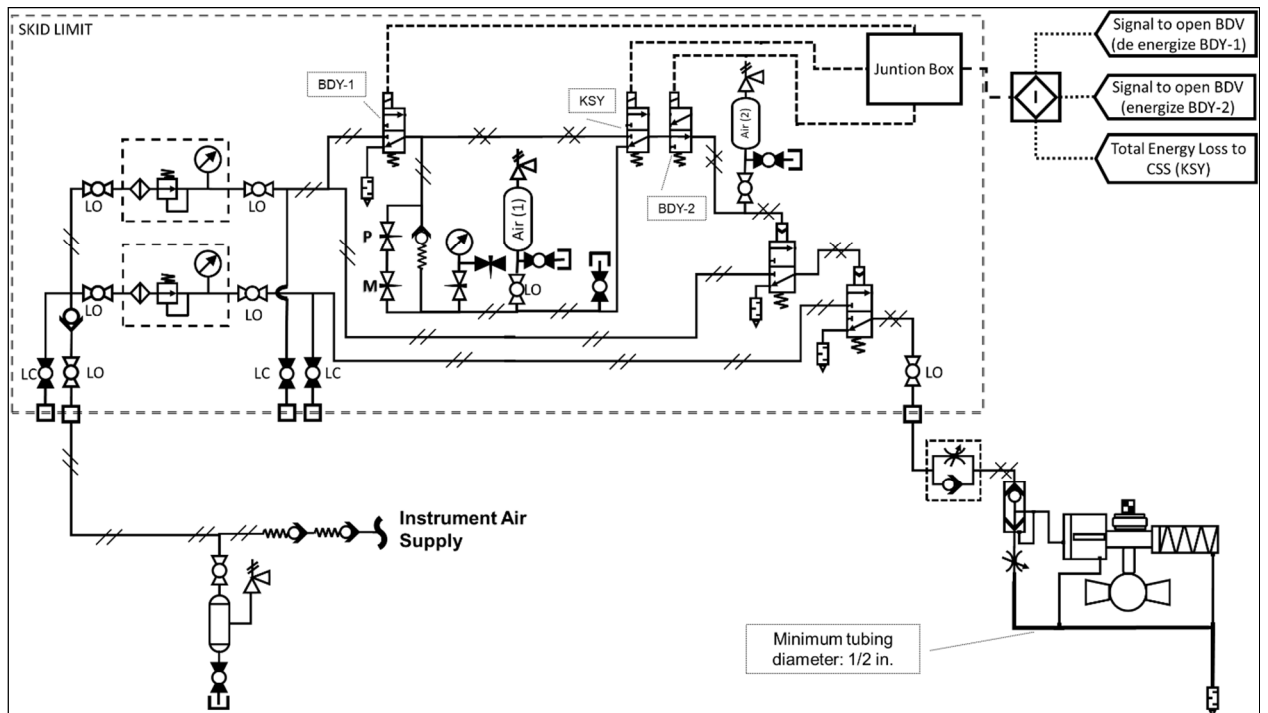 SKID LIMIT
Signal to open BDV
(de energize BDY-1)
BDY-1
KSY
Juntion Box
Signal to open BDV
(energize BDY-2)
I
Air (2)
Total Energy Loss to
CSS (KSY)
LO
LO
BDY-2
P
Air (1)
M
LO
LO
LO
LC
LO
LC
LC
LO
Instrument Air
Supply
Minimum tubing
diameter: 1/2 in.